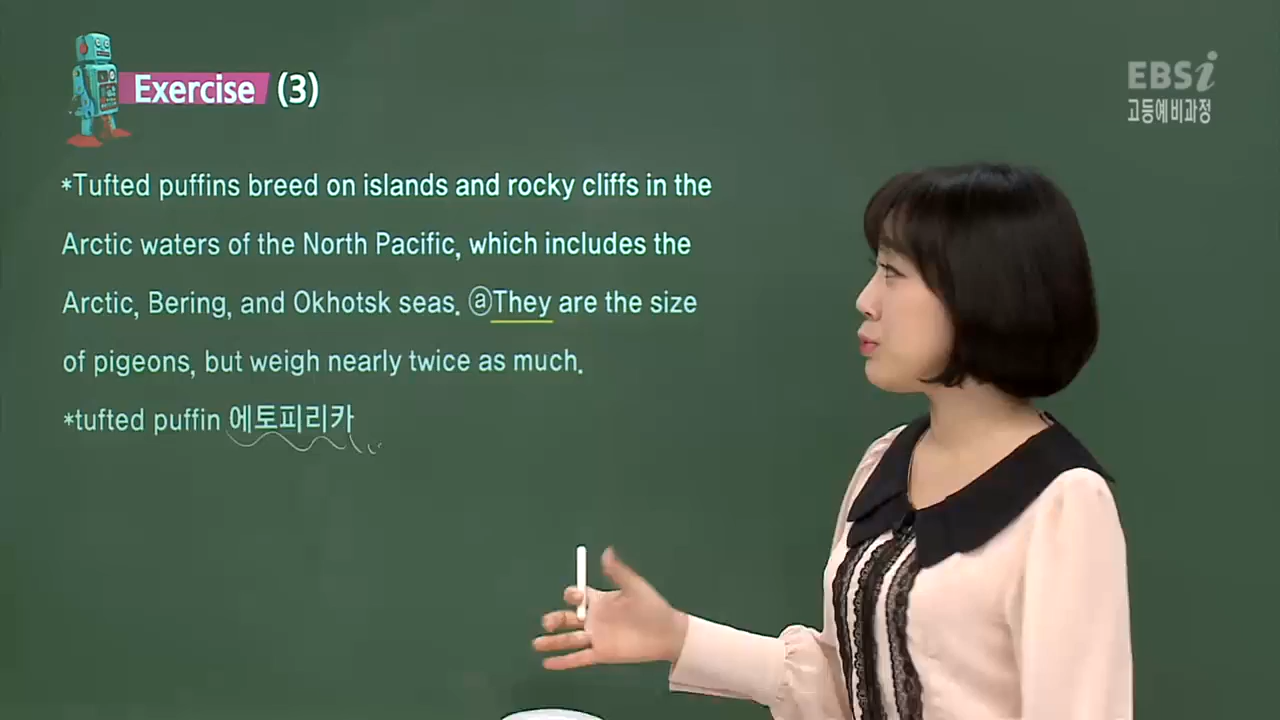 Exercise (3)
EBSi
고등예비과정
*Tufted puffins breed on islands and rocky cliffs in the
Arctic waters of the North Pacific, which includes the
Arctic, Bering, and Okhotsk seas. ⓐThey are the size
of pigeons, but weigh nearly twice as much.
*tufted puffin 에토피리카